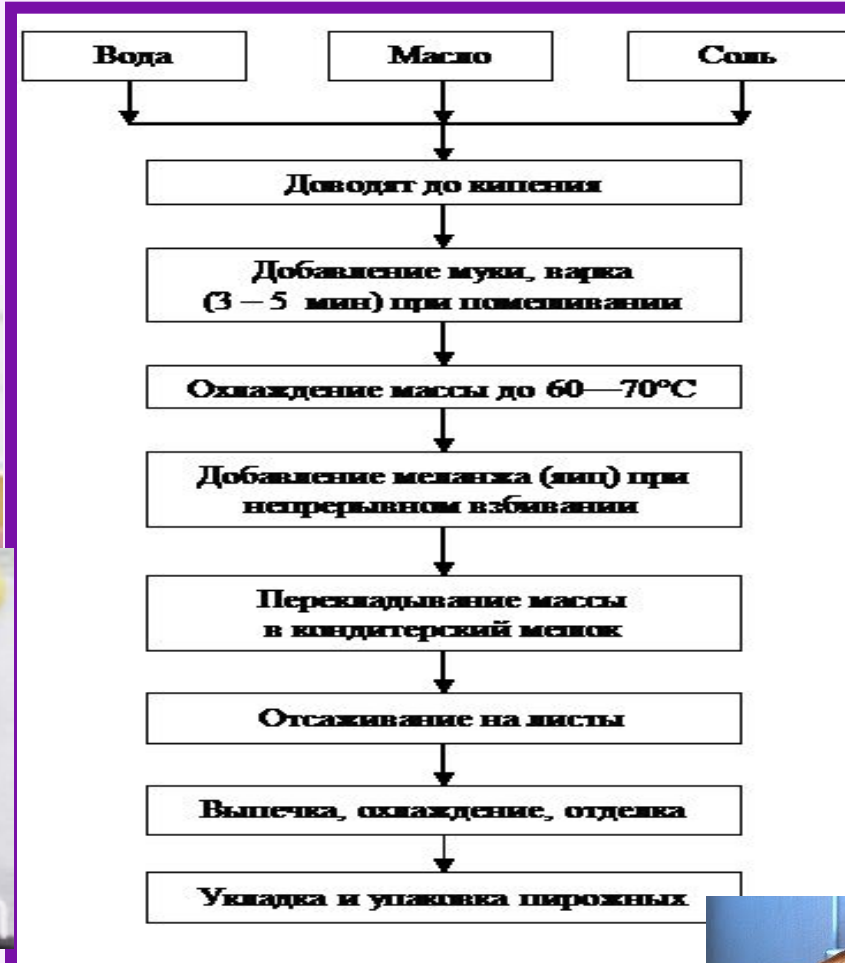 Вода
Масло
Соль
Доводят до кипения
Добавление муки, варка
(3 – 5 мин) при помешивании
Охлаждение массы до 60—70°С
Добавление меланжа (яиц) при
непрерывном взбивании
Перекладывание массы
в кондитерский мешок
Отсаживание на листы
Выпечка, охлаждение, отделка
Укладка и упаковка пирожных